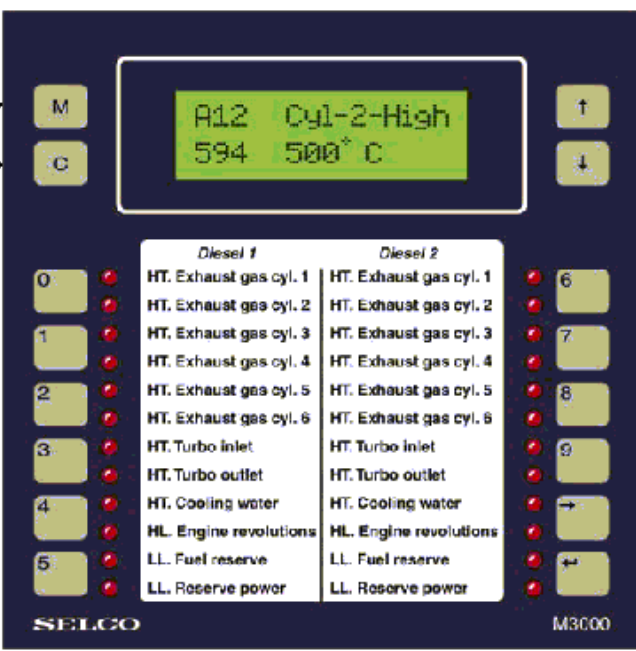 M
A12 Cyl-2-High
↑
C
594 500°C
↓
Diesel 1 Diesel 2
0 HT. Exhaust gas cyl. 1 HT. Exhaust gas cyl. 1 6
HT. Exhaust gas cyl. 2 HT. Exhaust gas cyl. 2
1 HT. Exhaust gas cyl. 3 HT. Exhaust gas cyl. 3 7
HT. Exhaust gas cyl. 4 HT. Exhaust gas cyl. 4
2 HT. Exhaust gas cyl. 5 HT. Exhaust gas cyl. 5 8
HT. Exhaust gas cyl. 6 HT. Exhaust gas cyl. 6
3 HT. Turbo inlet HT. Turbo inlet 9
HT. Turbo outlet HT. Turbo outlet
4 HT. Cooling water HT. Cooling water →
HL. Engine revolutions HL. Engine revolutions
5 LL. Fuel reserve LL. Fuel reserve ↵
LL. Reserve power LL. Reserve power
SELCO M3000